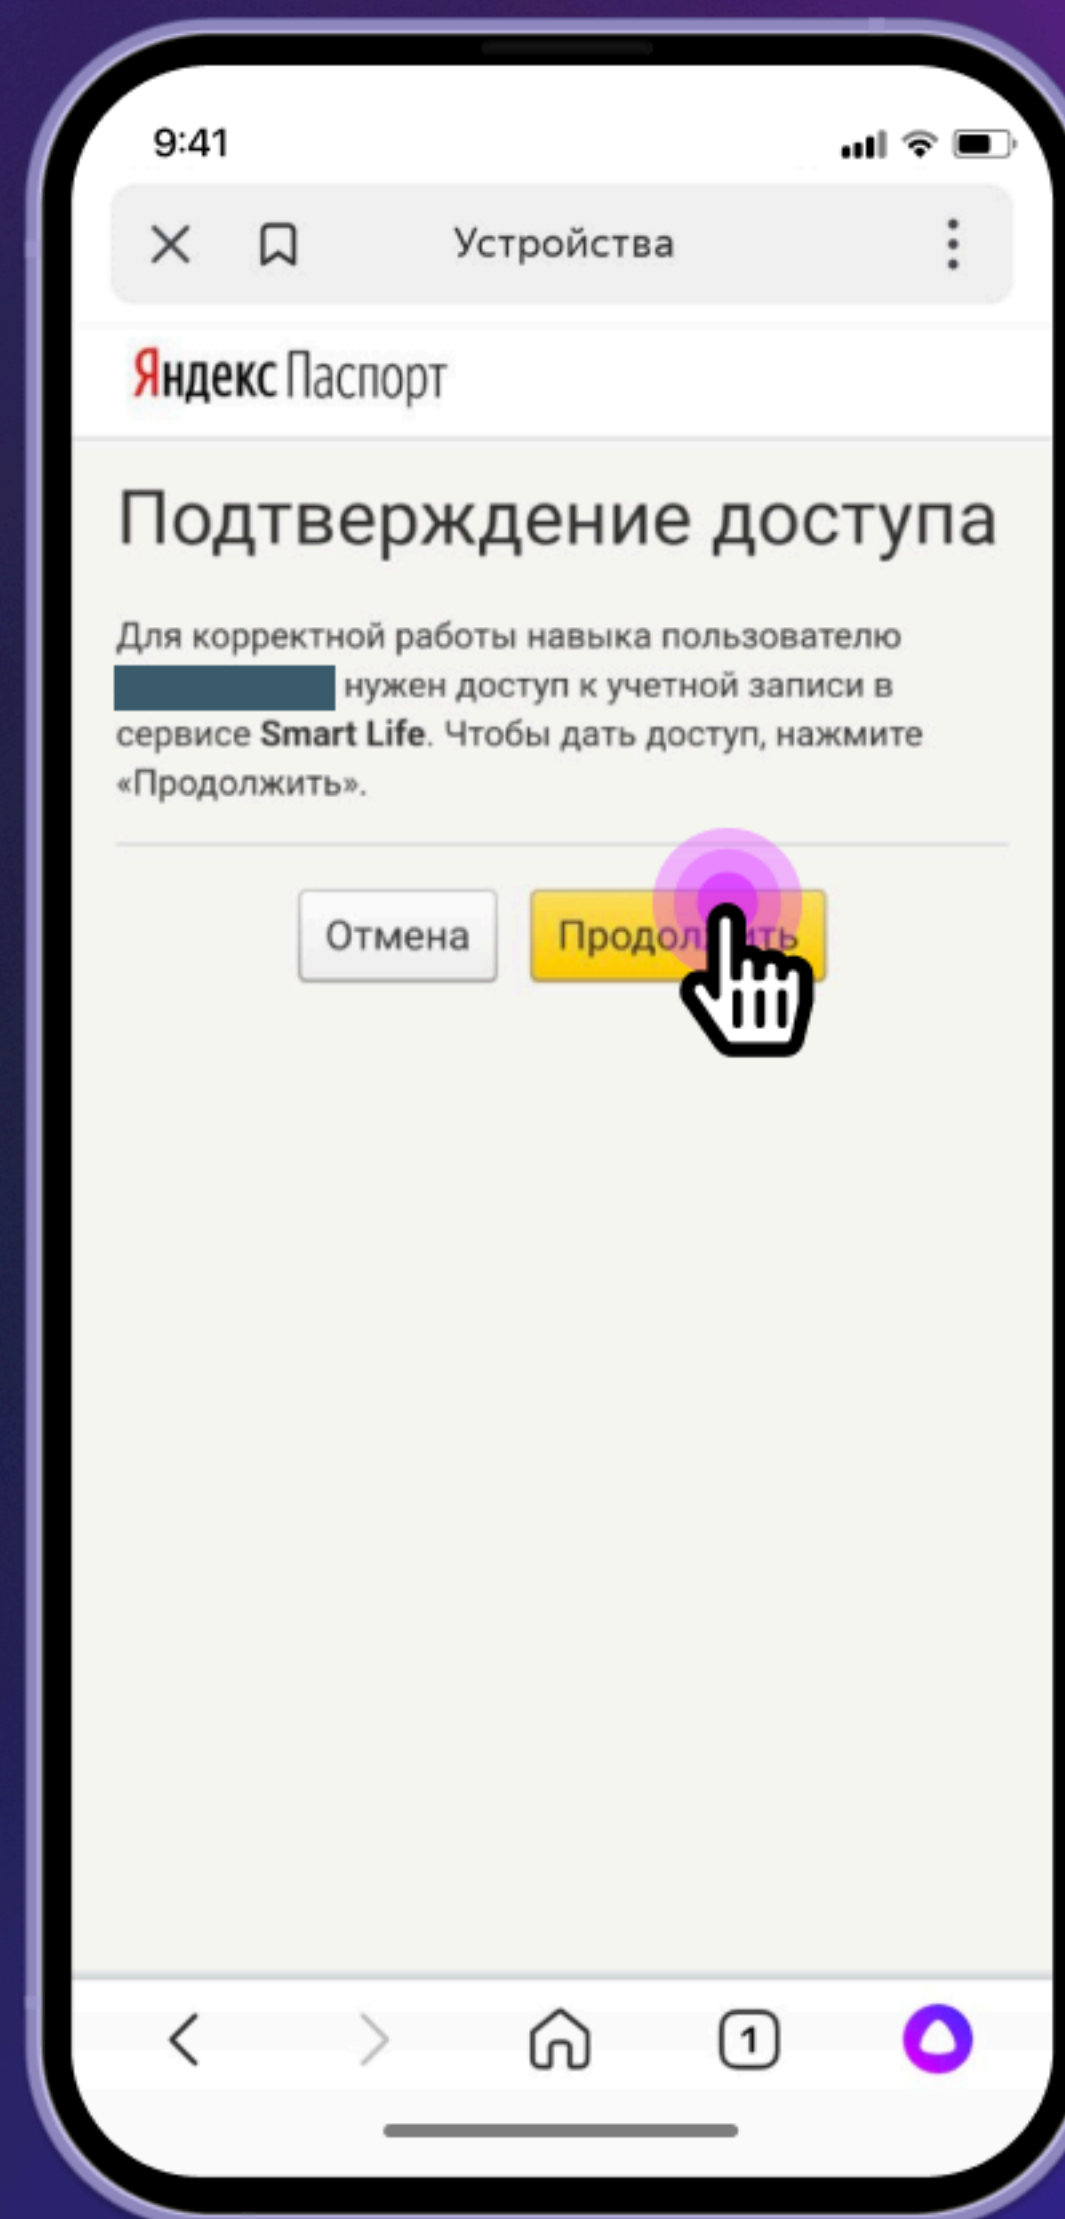 9:41
Устройства
Яндекс Паспорт
Подтверждение доступа
Для корректной работы навыка пользователю
нужен доступ к учетной записи в
сервисе Smart Life. Чтобы дать доступ, нажмите
«Продолжить».
Отмена
Продолжить
1